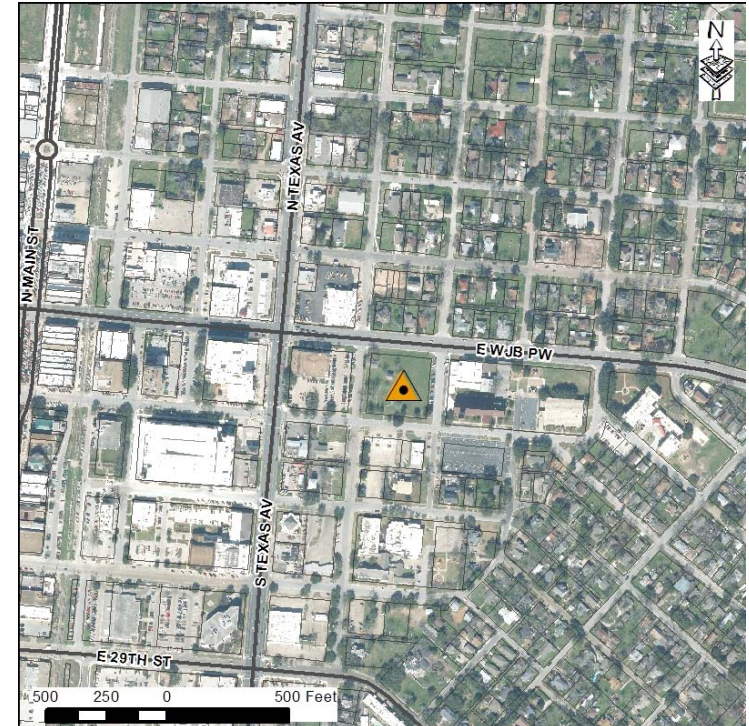 N
N TEXAS AV
N MAIN ST
E WJB PW
S TEXAS AV
E 29TH ST
500 250 0 500 Feet